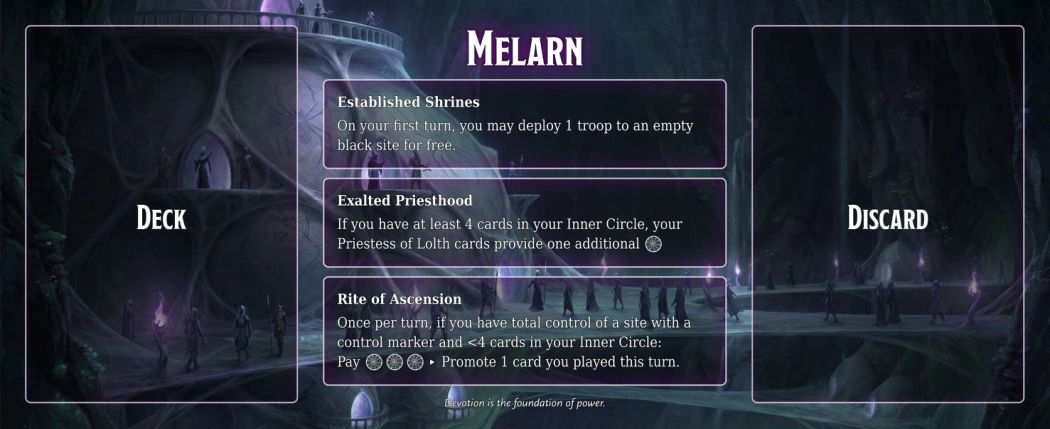 Melarn
Deck
Established Shrines
On your first turn, you may deploy 1 troop to an empty
black site for free.
Exalted Priesthood
If you have at least 4 cards in your Inner Circle, your
Priestess of Lolth cards provide one additional
Rite of Ascension
Once per turn, if you have total control of a site with a
control marker and <4 cards in your Inner Circle:
Pay ▸ Promote 1 card you played this turn.
Discard
Devotion is the foundation of power.